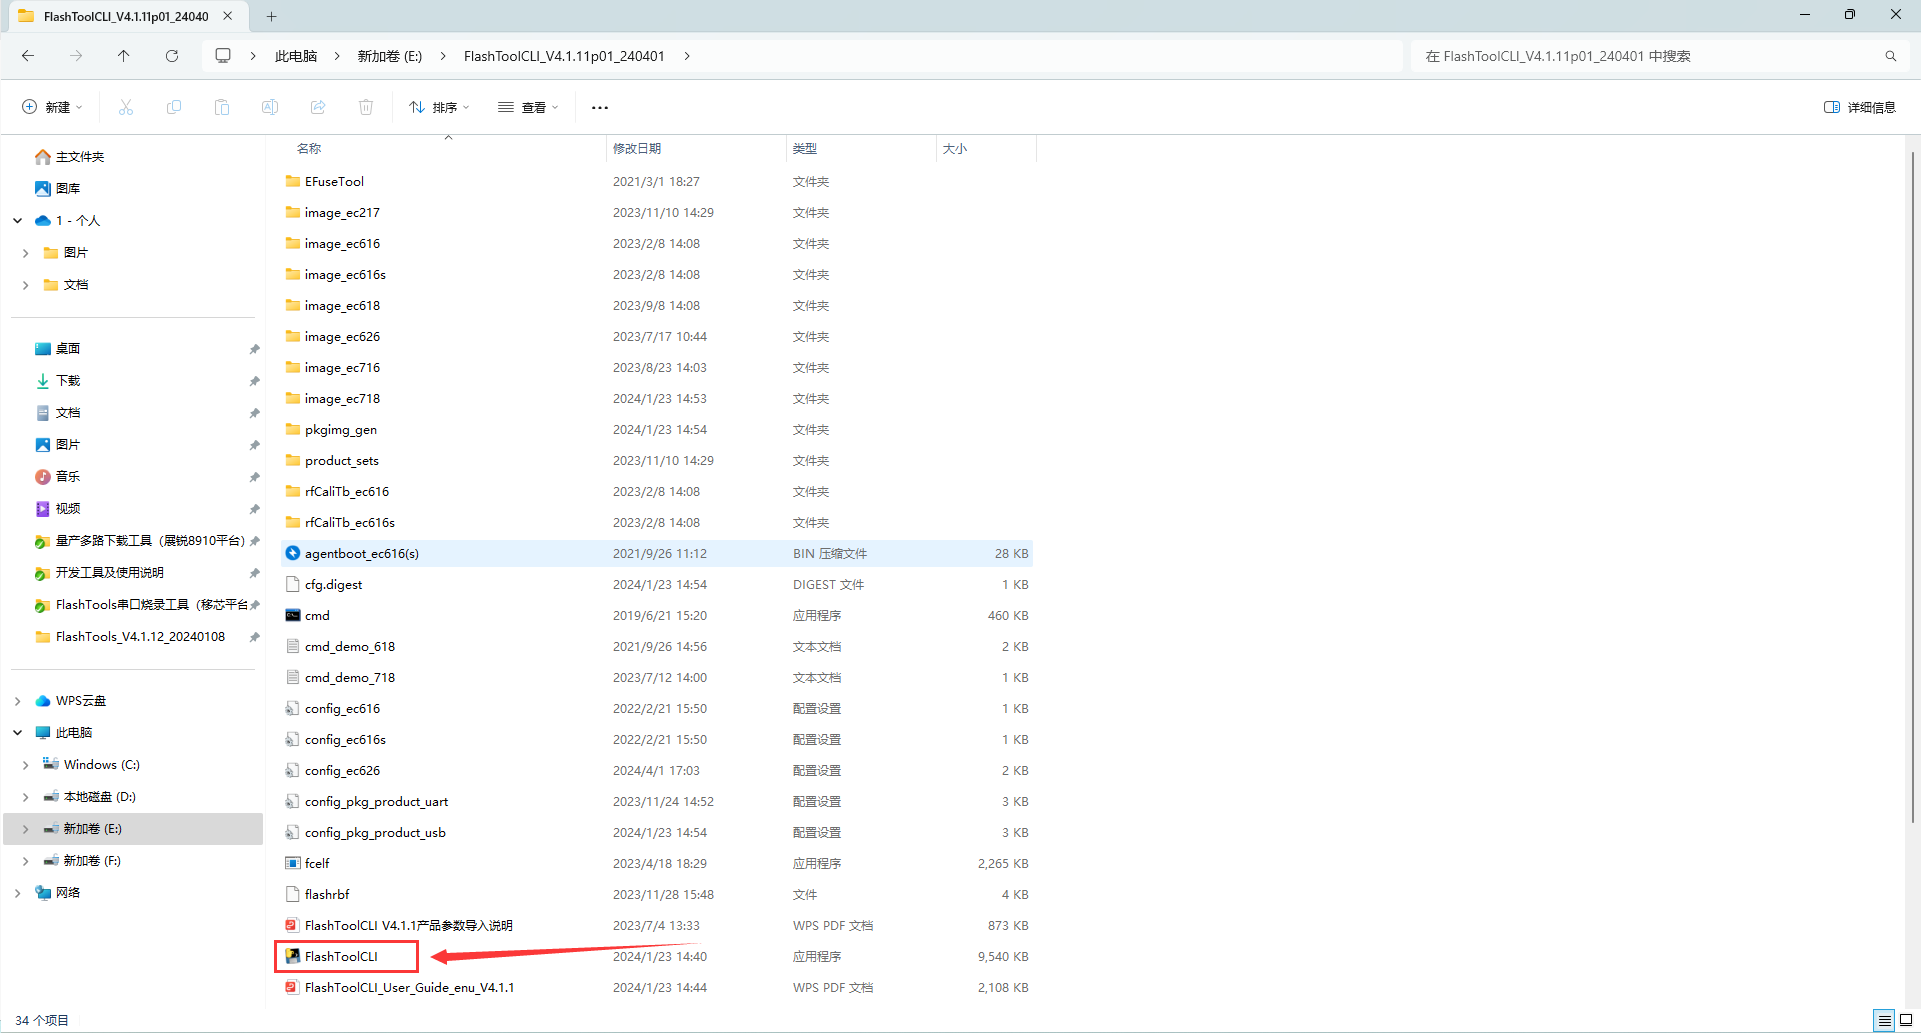 FlashToolCLI_V4.1.11p01_24040
此电脑 新加卷 (E:) FlashToolCLI_V4.1.11p01_240401
在 FlashToolCLI_V4.1.11p01_240401 中搜索
新建 排序 查看 详细信息
主文件夹
图库
1 - 个人
图片
文档
桌面
下载
文档
图片
音乐
视频
量产多路下载工具（展锐8910平台）
开发工具及使用说明
FlashTools串口烧录工具（移芯平台
FlashTools_V4.1.12_20240108
WPS云盘
此电脑
Windows (C:)
本地磁盘 (D:)
新加卷 (E:)
新加卷 (F:)
网络
名称 修改日期 类型 大小
EFuseTool 2021/3/1 18:27 文件夹
image_ec217 2023/11/10 14:29 文件夹
image_ec616 2023/2/8 14:08 文件夹
image_ec616s 2023/2/8 14:08 文件夹
image_ec618 2023/9/8 14:08 文件夹
image_ec626 2023/7/17 10:44 文件夹
image_ec716 2023/8/23 14:03 文件夹
image_ec718 2024/1/23 14:53 文件夹
pkgimg_gen 2024/1/23 14:54 文件夹
product_sets 2023/11/10 14:29 文件夹
rfCaliTb_ec616 2023/2/8 14:08 文件夹
rfCaliTb_ec616s 2023/2/8 14:08 文件夹
agentboot_ec616(s) 2021/9/26 11:12 BIN 压缩文件 28 KB
cfg.digest 2024/1/23 14:54 DIGEST 文件 1 KB
cmd 2019/6/21 15:20 应用程序 460 KB
cmd_demo_618 2021/9/26 14:56 文本文档 2 KB
cmd_demo_718 2023/7/12 14:00 文本文档 1 KB
config_ec616 2022/2/21 15:50 配置设置 1 KB
config_ec616s 2022/2/21 15:50 配置设置 1 KB
config_ec626 2024/4/1 17:03 配置设置 2 KB
config_pkg_product_uart 2023/11/24 14:52 配置设置 3 KB
config_pkg_product_usb 2024/1/23 14:54 配置设置 3 KB
fcelf 2023/4/18 18:29 应用程序 2,265 KB
flashrbf 2023/11/28 15:48 文件 4 KB
FlashToolCLI V4.1.1产品参数导入说明 2023/7/4 13:33 WPS PDF 文档 873 KB
FlashToolCLI 2024/1/23 14:40 应用程序 9,540 KB
FlashToolCLI_User_Guide_enu_V4.1.1 2024/1/23 14:44 WPS PDF 文档 2,108 KB
34 个项目